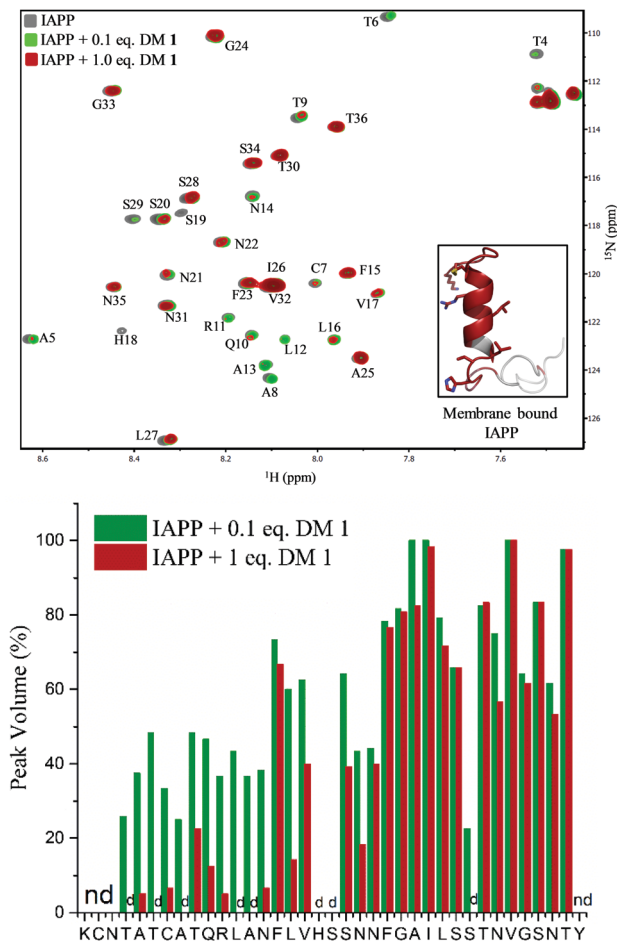 IAPP
IAPP + 0.1 eq. DM 1
IAPP + 1.0 eq. DM 1
T6
T4
G24
G33
T9
T36
S34
T30
S28
S29
S20
S19
N14
N22
N21
I26
C7
F15
F23
V32
V17
N35
N31
R11
L16
A5
H18
Q10
L12
A13
A25
A8
L27
Membrane bound
IAPP
110
112
114
116
118
120
122
124
126
¹⁵N (ppm)
8.6
8.4
8.2
8.0
7.8
7.6
¹H (ppm)
IAPP + 0.1 eq. DM 1
IAPP + 1 eq. DM 1
Peak Volume (%)
100
80
60
40
20
0
nd
d
d
d
d
d
d
d
d
nd
KCNTATCATQRLANFLVHSSNNFGAILSSTNVGSNTY